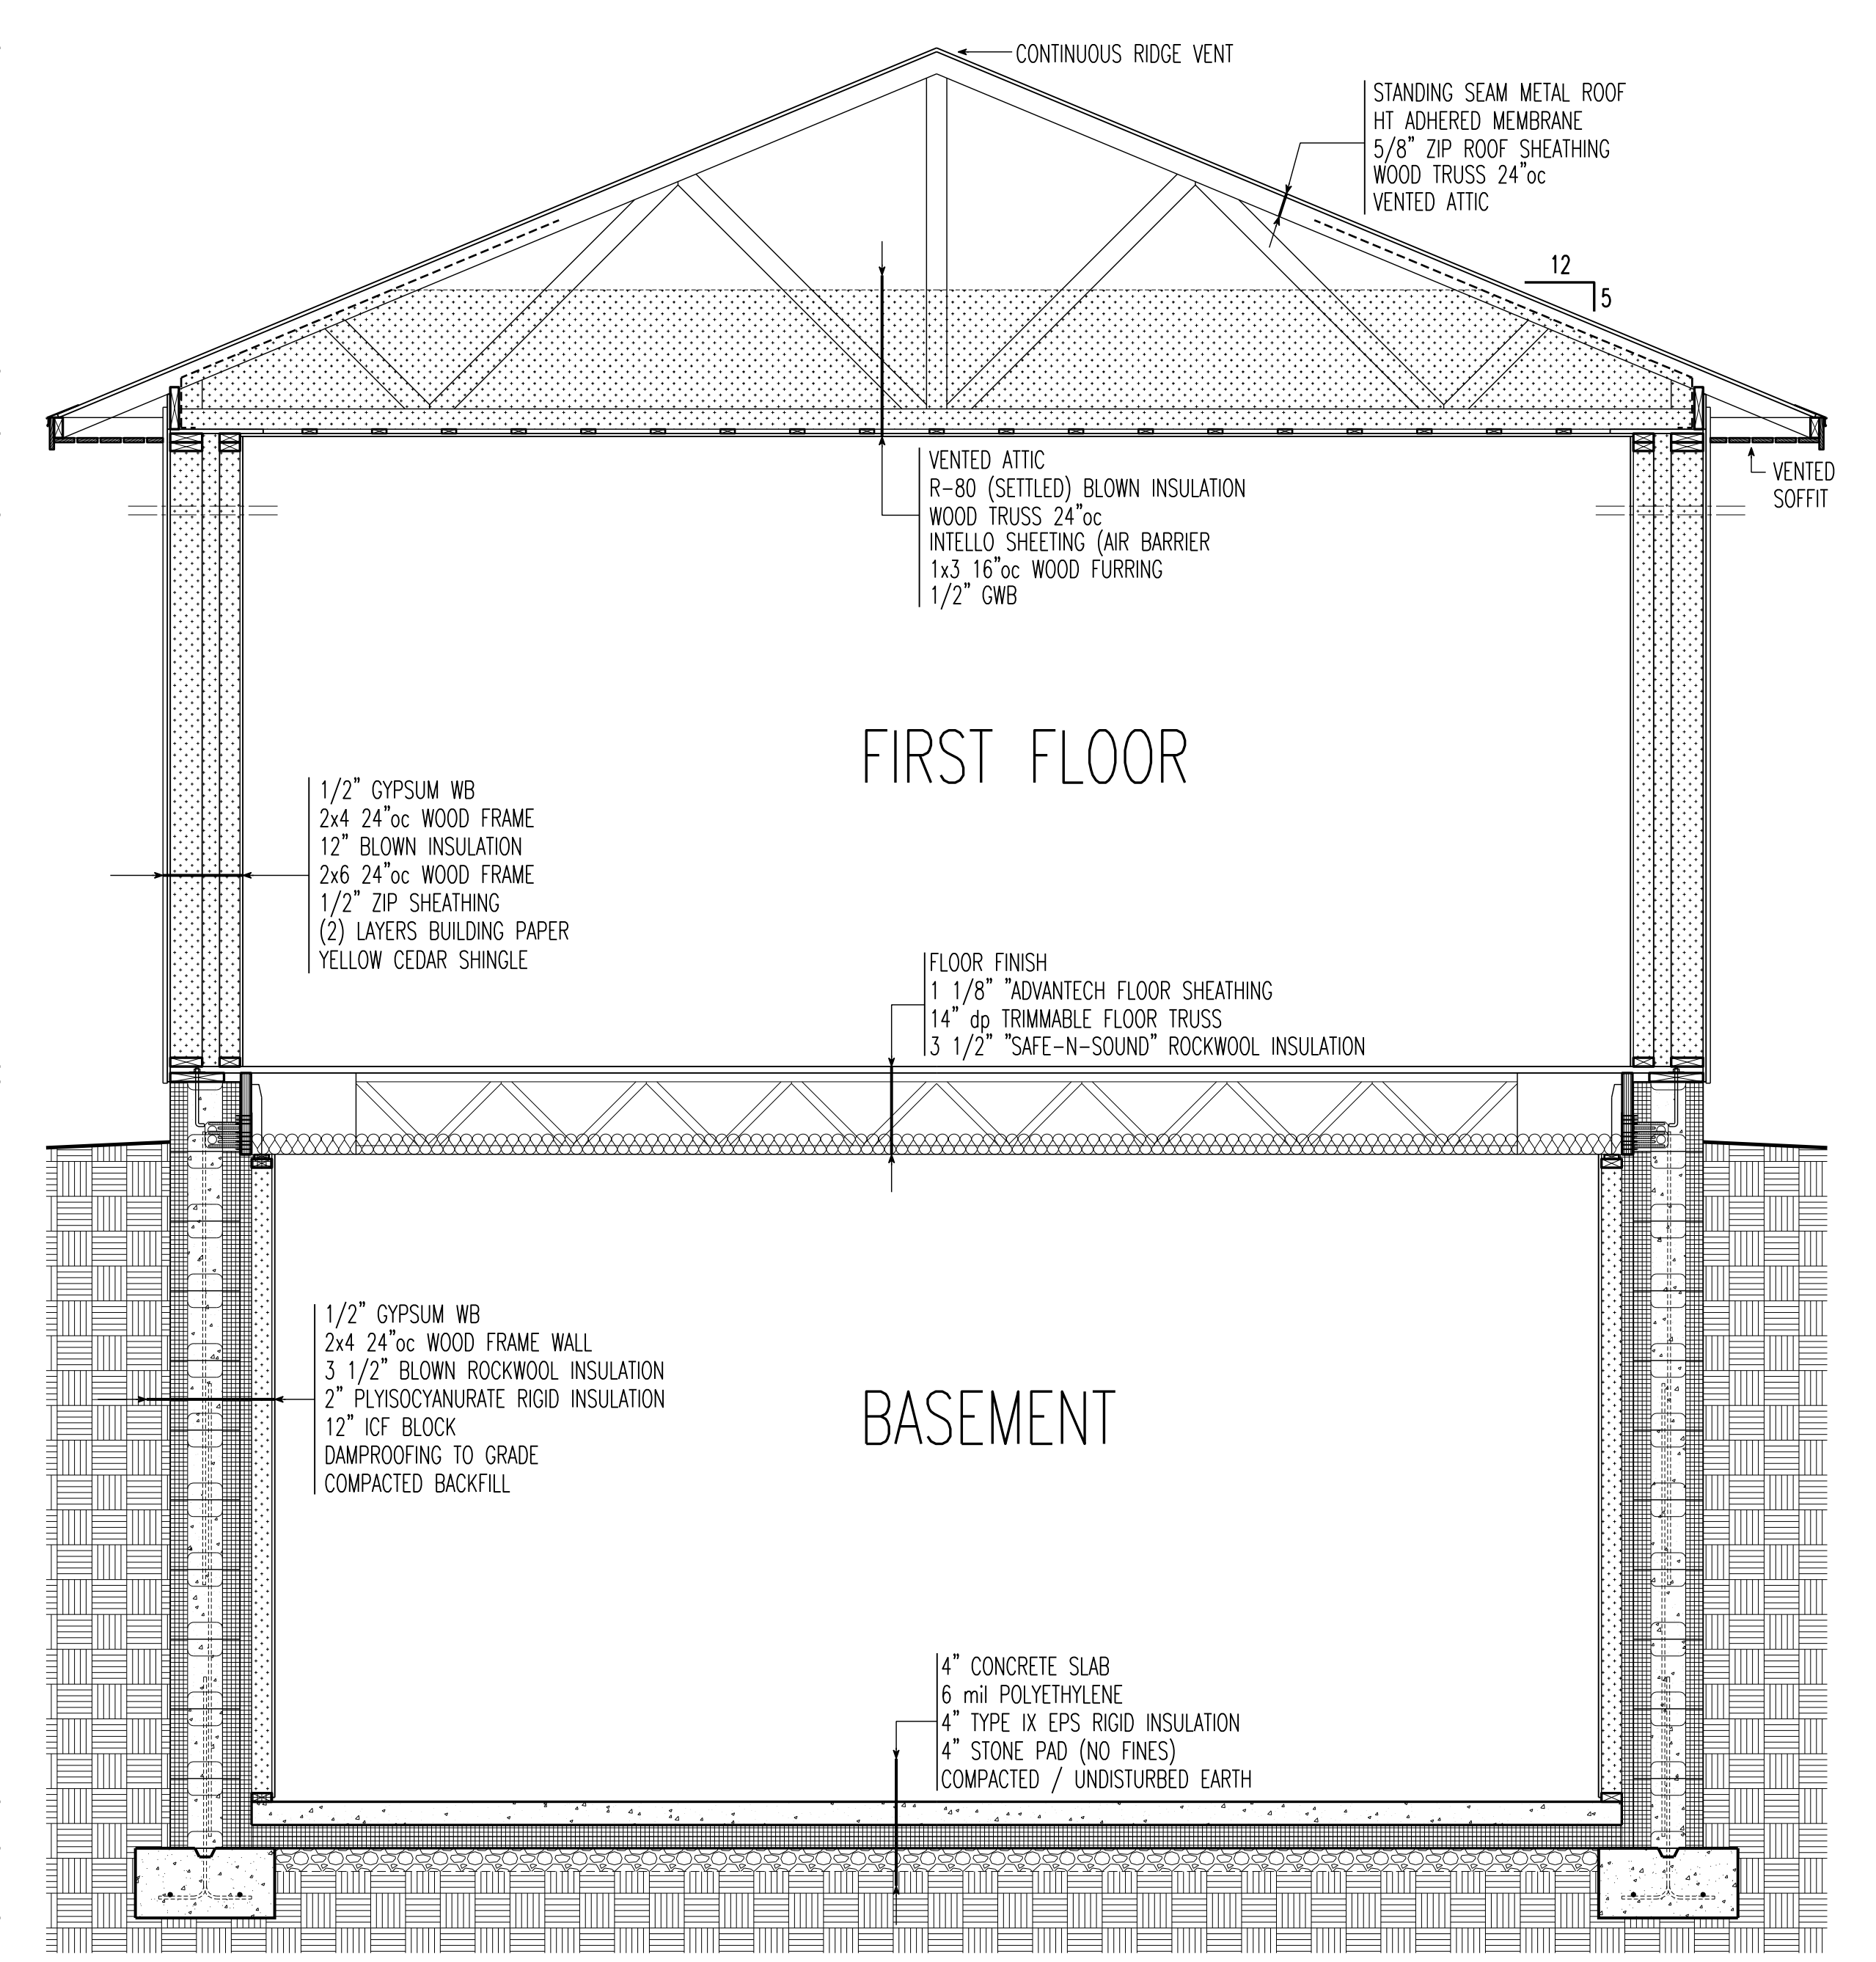 CONTINUOUS RIDGE VENT
STANDING SEAM METAL ROOF
HT ADHERED MEMBRANE
5/8" ZIP ROOF SHEATHING
WOOD TRUSS 24"oc
VENTED ATTIC
12
5
VENTED
SOFFIT
VENTED ATTIC
R-80 (SETTLED) BLOWN INSULATION
WOOD TRUSS 24"oc
INTELLO SHEETING (AIR BARRIER
1x3 16"oc WOOD FURRING
1/2" GWB
FIRST FLOOR
1/2" GYPSUM WB
2x4 24"oc WOOD FRAME
12" BLOWN INSULATION
2x6 24"oc WOOD FRAME
1/2" ZIP SHEATHING
(2) LAYERS BUILDING PAPER
YELLOW CEDAR SHINGLE
FLOOR FINISH
1 1/8" "ADVANTECH FLOOR SHEATHING
14" dp TRIMMABLE FLOOR TRUSS
3 1/2" "SAFE-N-SOUND" ROCKWOOL INSULATION
1/2" GYPSUM WB
2x4 24"oc WOOD FRAME WALL
3 1/2" BLOWN ROCKWOOL INSULATION
2" PLYISOCYANURATE RIGID INSULATION
12" ICF BLOCK
DAMPROOFING TO GRADE
COMPACTED BACKFILL
BASEMENT
4" CONCRETE SLAB
6 mil POLYETHYLENE
4" TYPE IX EPS RIGID INSULATION
4" STONE PAD (NO FINES)
COMPACTED / UNDISTURBED EARTH